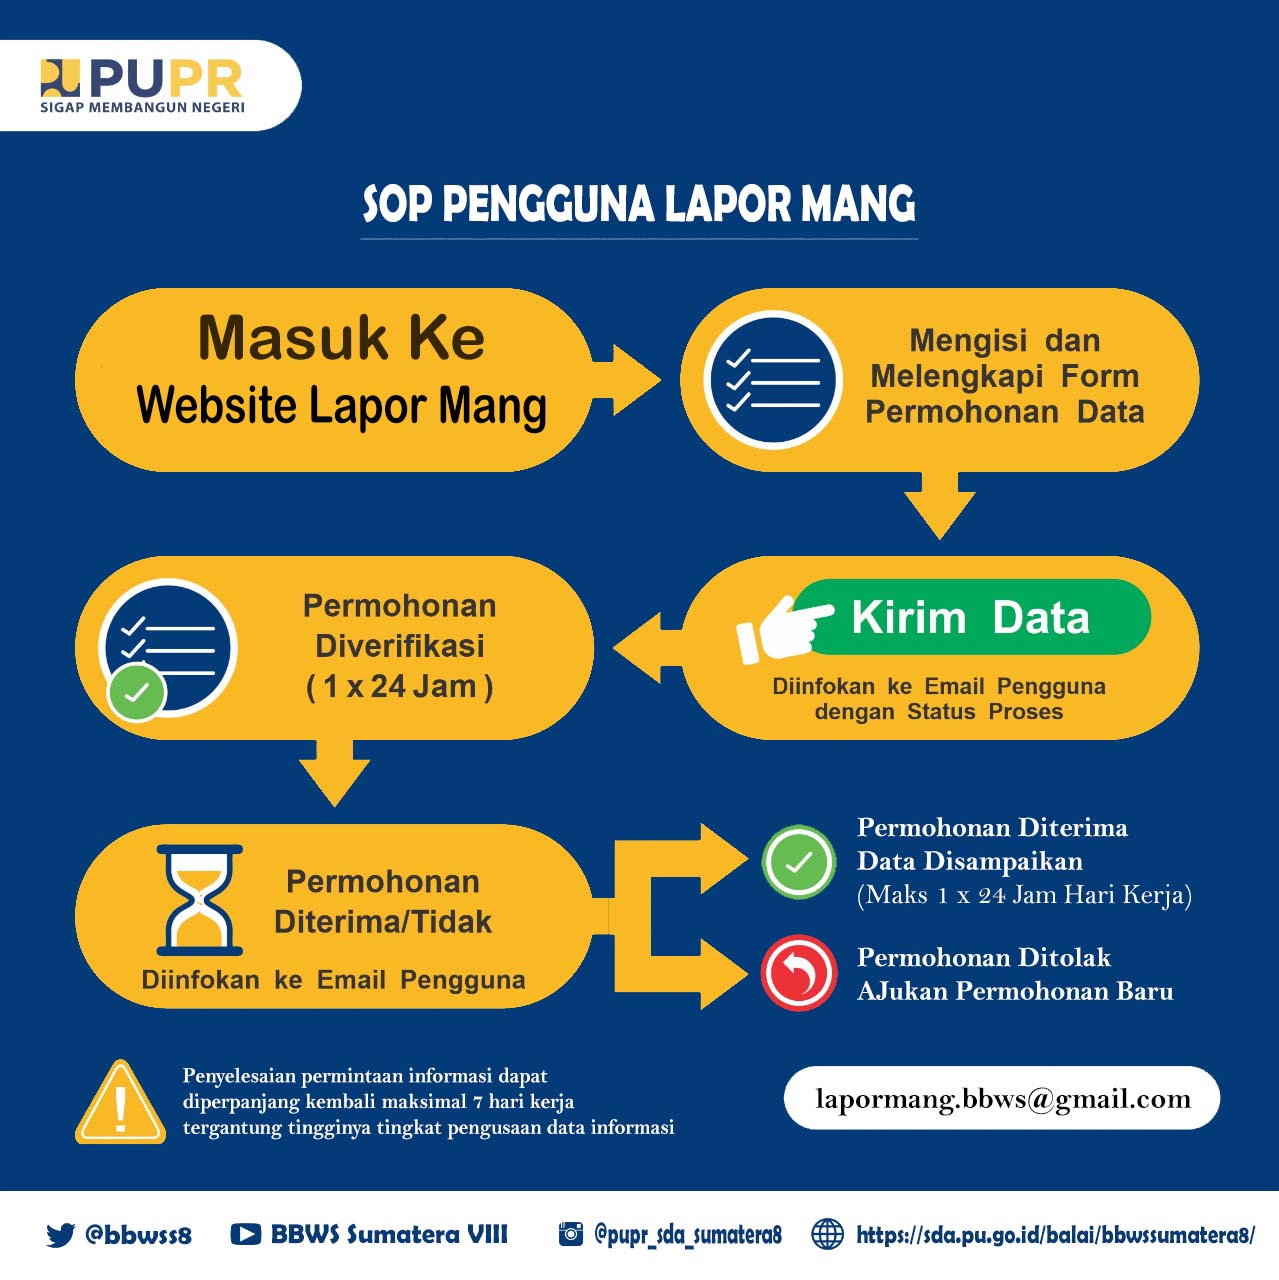 PUPR
SIGAP MEMBANGUN NEGERI
SOP PENGGUNA LAPOR MANG
Masuk Ke
Website Lapor Mang
Mengisi dan
Melengkapi Form
Permohonan Data
Kirim Data
Diinfokan ke Email Pengguna
dengan Status Proses
Permohonan
Diverifikasi
( 1 x 24 Jam )
Permohonan
Diterima/Tidak
Diinfokan ke Email Pengguna
Permohonan Diterima
Data Disampaikan
(Maks 1 x 24 Jam Hari Kerja)
Permohonan Ditolak
AJukan Permohonan Baru
Penyelesaian permintaan informasi dapat
diperpanjang kembali maksimal 7 hari kerja
tergantung tingginya tingkat pengusaan data informasi
lapormang.bbws@gmail.com
@bbwss8
BBWS Sumatera VIII
@pupr_sda_sumatera8
https://sda.pu.go.id/balai/bbwssumatera8/